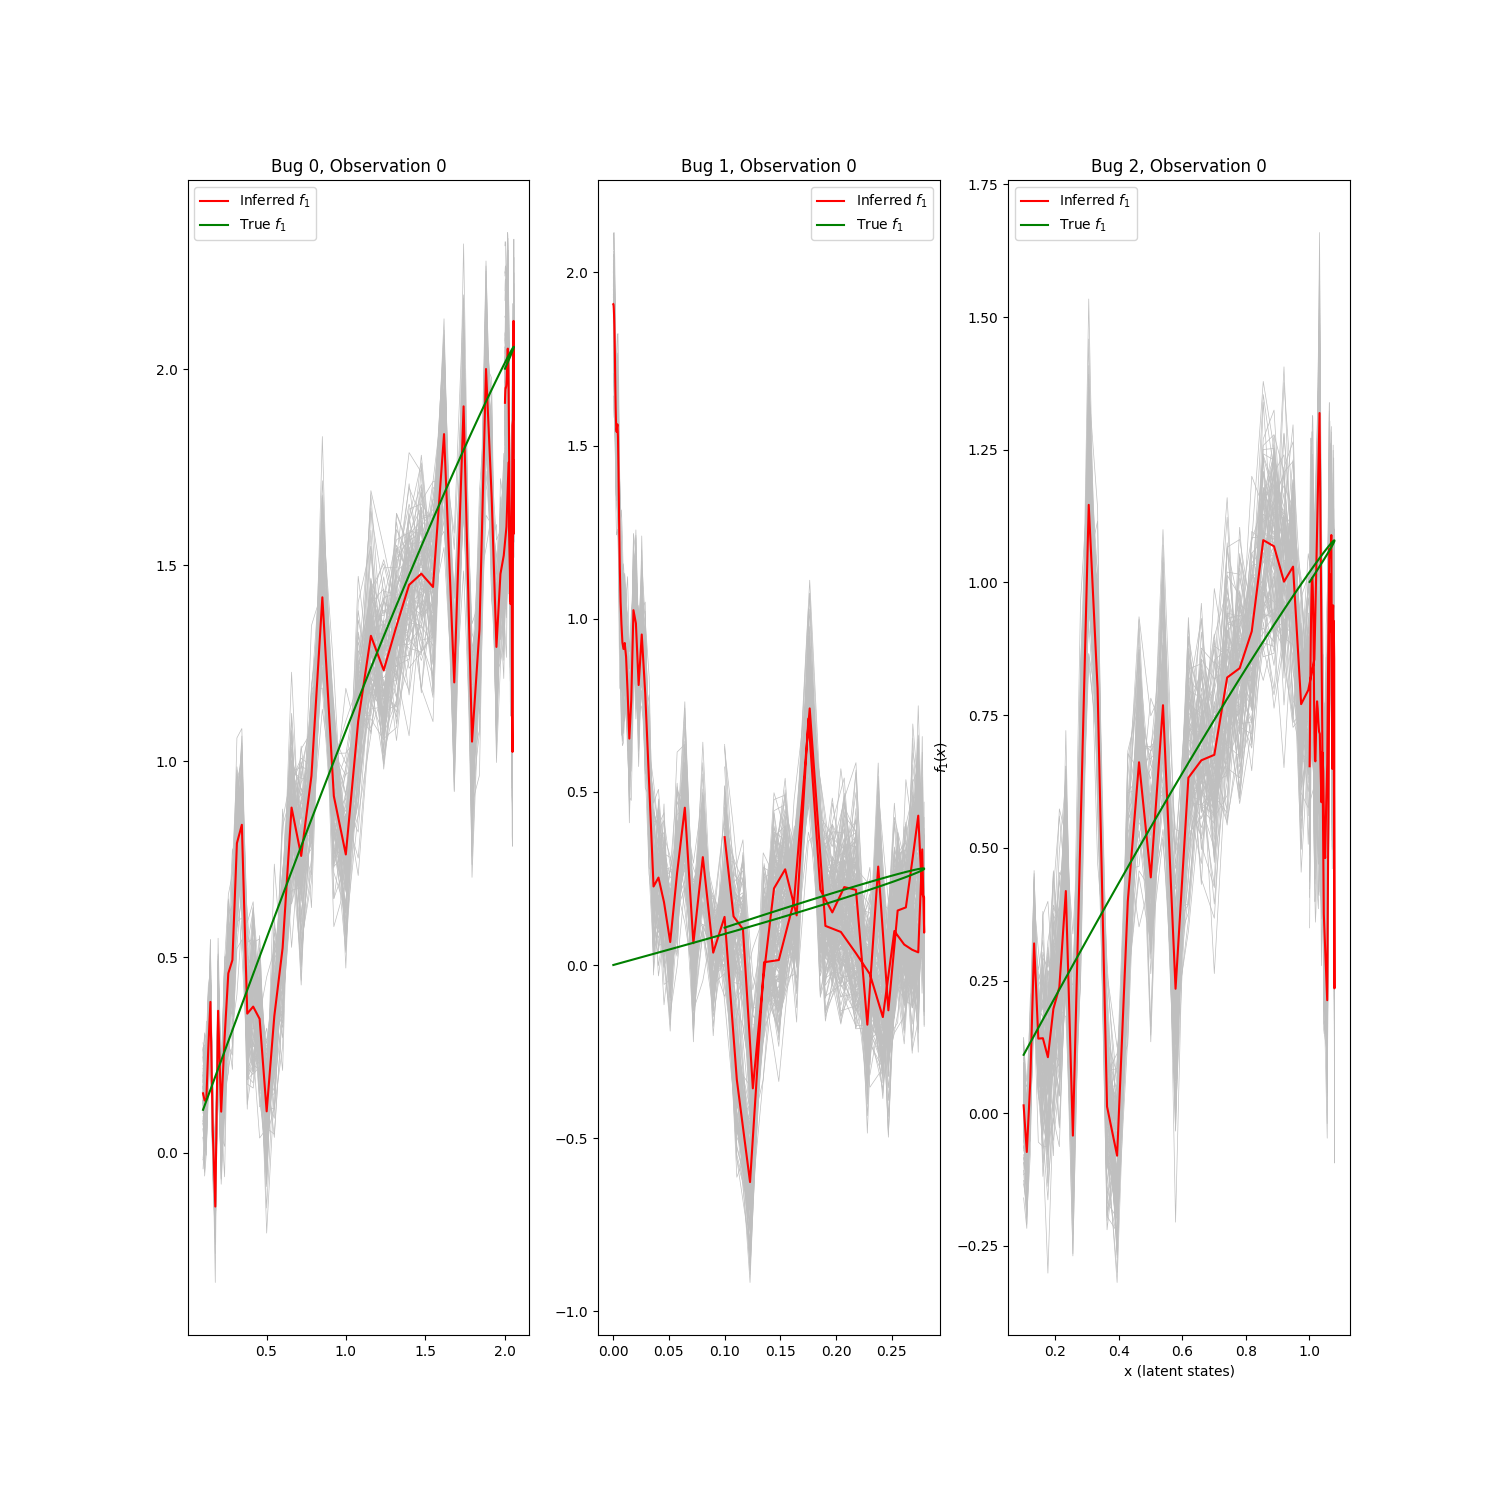 Bug 0, Observation 0
Inferred f₁
True f₁
2.0
1.5
1.0
0.5
0.0
0.5 1.0 1.5 2.0
Bug 1, Observation 0
Inferred f₁
True f₁
2.0
1.5
1.0
0.5
0.0
−0.5
−1.0
0.00 0.05 0.10 0.15 0.20 0.25
Bug 2, Observation 0
Inferred f₁
True f₁
f₁(x)
1.75
1.50
1.25
1.00
0.75
0.50
0.25
0.00
−0.25
0.2 0.4 0.6 0.8 1.0
x (latent states)